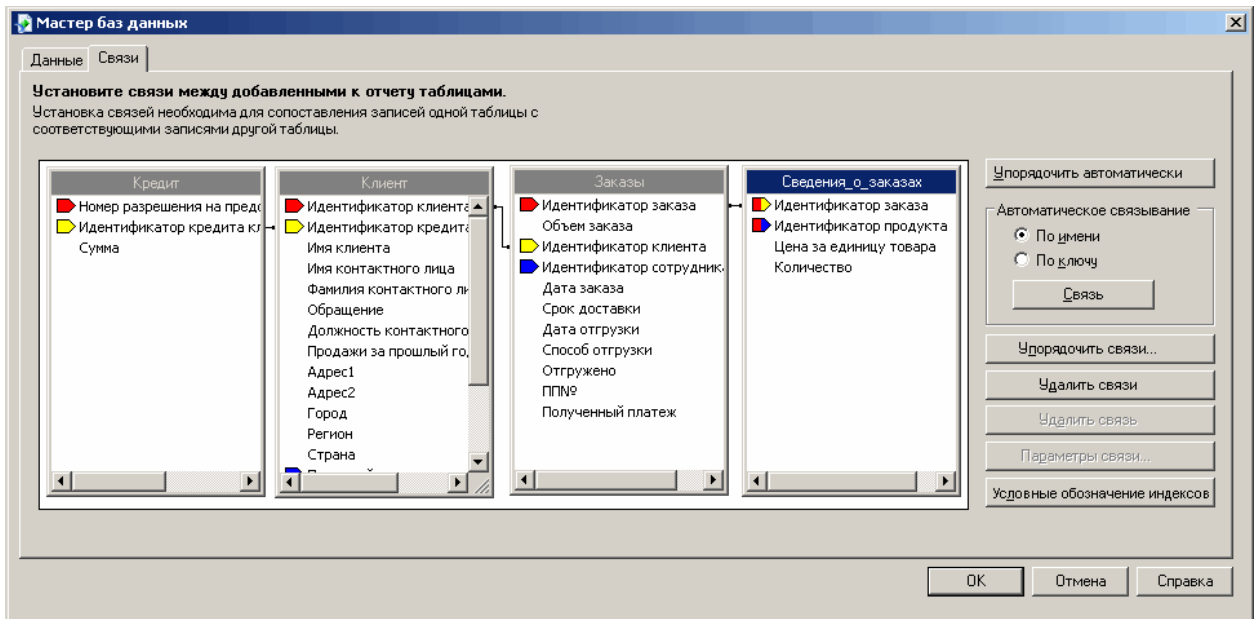 Мастер баз данных
Данные
Связи
Установите связи между добавленными к отчету таблицами.
Установка связей необходима для сопоставления записей одной таблицы с
соответствующими записями другой таблицы.
Кредит
Номер разрешения на предо
Идентификатор кредита кл
Сумма
Клиент
Идентификатор клиента
Идентификатор кредита
Имя клиента
Имя контактного лица
Фамилия контактного ли
Обращение
Должность контактного
Продажи за прошлый го,
Адрес1
Адрес2
Город
Регион
Страна
Заказы
Идентификатор заказа
Объем заказа
Идентификатор клиента
Идентификатор сотрудник
Дата заказа
Срок доставки
Дата отгрузки
Способ отгрузки
Отгружено
ПП№
Полученный платеж
Сведения_о_заказах
Идентификатор заказа
Идентификатор продукта
Цена за единицу товара
Количество
Упорядочить автоматически
Автоматическое связывание
По имени
По ключу
Связь
Упорядочить связи...
Удалить связи
Удалить связь
Параметры связи...
Условные обозначение индексов
OK
Отмена
Справка